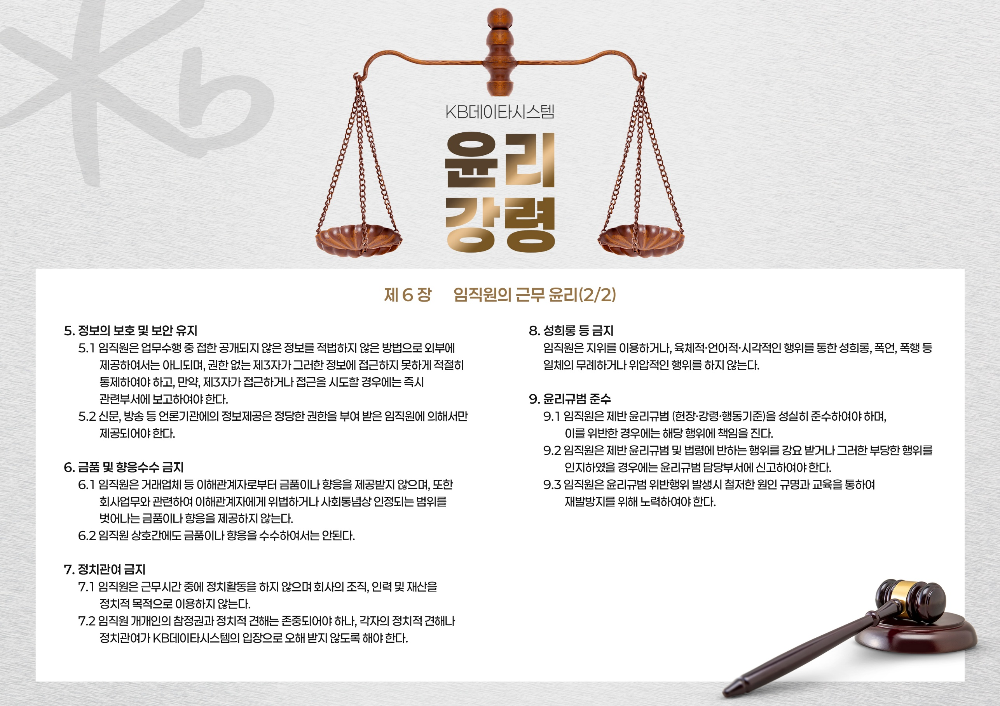 Kb
KB데이타시스템
윤리
강령
제 6 장 임직원의 근무 윤리(2/2)
5. 정보의 보호 및 보안 유지
5.1 임직원은 업무수행 중 접한 공개되지 않은 정보를 적법하지 않은 방법으로 외부에
제공하여서는 아니되며, 권한 없는 제3자가 그러한 정보에 접근하지 못하게 적절히
통제하여야 하고, 만약, 제3자가 접근하거나 접근을 시도할 경우에는 즉시
관련부서에 보고하여야 한다.
5.2 신문, 방송 등 언론기관에의 정보제공은 정당한 권한을 부여 받은 임직원에 의해서만
제공되어야 한다.
6. 금품 및 향응수수 금지
6.1 임직원은 거래업체 등 이해관계자로부터 금품이나 향응을 제공받지 않으며, 또한
회사업무와 관련하여 이해관계자에게 위법하거나 사회통념상 인정되는 범위를
벗어나는 금품이나 향응을 제공하지 않는다.
6.2 임직원 상호간에도 금품이나 향응을 수수하여서는 안된다.
7. 정치관여 금지
7.1 임직원은 근무시간 중에 정치활동을 하지 않으며 회사의 조직, 인력 및 재산을
정치적 목적으로 이용하지 않는다.
7.2 임직원 개개인의 참정권과 정치적 견해는 존중되어야 하나, 각자의 정치적 견해나
정치관여가 KB데이타시스템의 입장으로 오해 받지 않도록 해야 한다.
8. 성희롱 등 금지
임직원은 지위를 이용하거나, 육체적·언어적·시각적인 행위를 통한 성희롱, 폭언, 폭행 등
일체의 무례하거나 위압적인 행위를 하지 않는다.
9. 윤리규범 준수
9.1 임직원은 제반 윤리규범 (헌장·강령·행동기준)을 성실히 준수하여야 하며,
이를 위반한 경우에는 해당 행위에 책임을 진다.
9.2 임직원은 제반 윤리규범 및 법령에 반하는 행위를 강요 받거나 그러한 부당한 행위를
인지하였을 경우에는 윤리규범 담당부서에 신고하여야 한다.
9.3 임직원은 윤리규범 위반행위 발생시 철저한 원인 규명과 교육을 통하여
재발방지를 위해 노력하여야 한다.